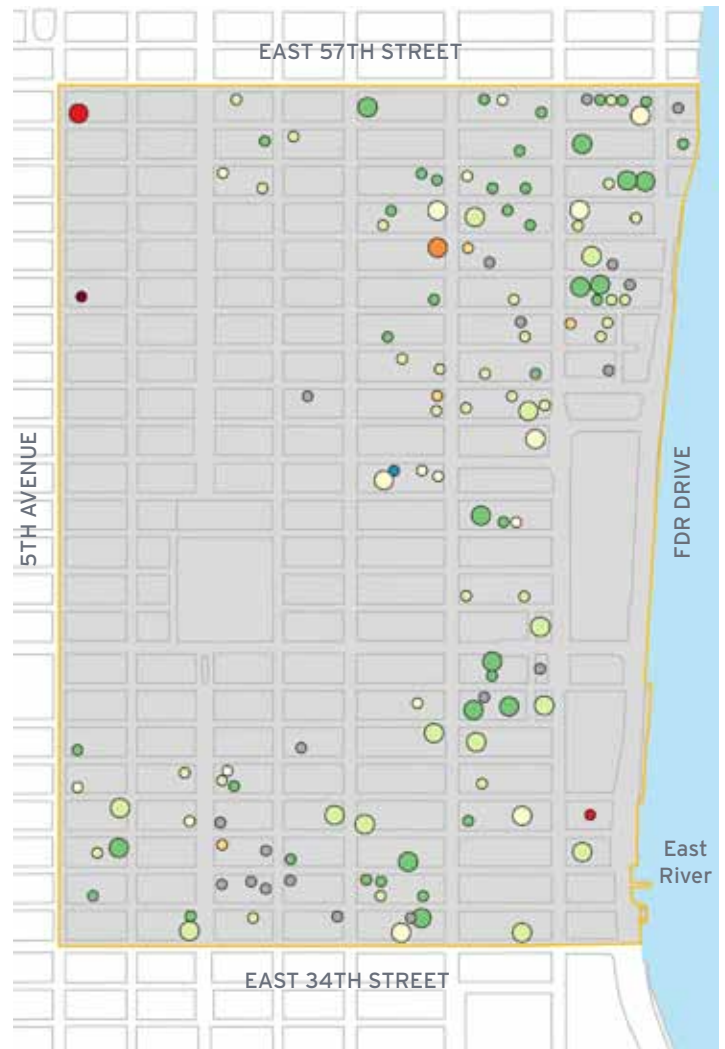 EAST 57TH STREET
5TH AVENUE
FDR DRIVE
East
River
EAST 34TH STREET